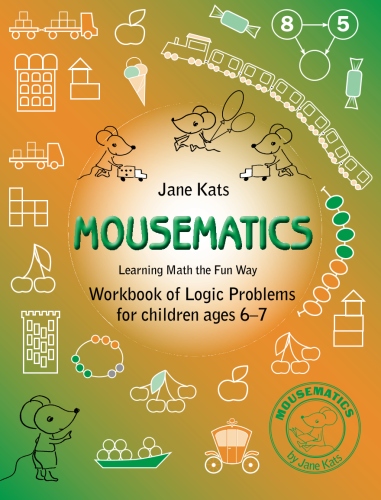 8 5
Jane Kats
MOUSEMATICS
Learning Math the Fun Way
Workbook of Logic Problems
for children ages 6–7
MOUSEMATICS
by Jane Kats